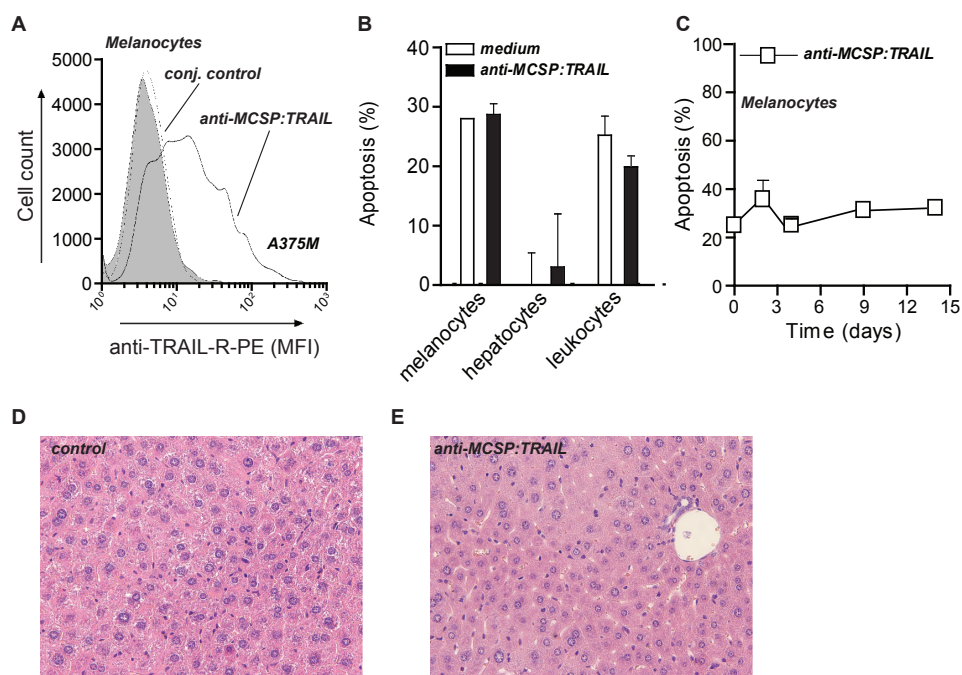 A
Melanocytes
conj. control
anti-MCSP:TRAIL
A375M
Cell count
5000
4000
3000
2000
1000
0
10⁰
10¹
10²
10³
anti-TRAIL-R-PE (MFI)
B
medium
anti-MCSP:TRAIL
Apoptosis (%)
40
30
20
10
0
melanocytes
hepatocytes
leukocytes
C
anti-MCSP:TRAIL
Melanocytes
Apoptosis (%)
100
80
60
40
20
0
0
3
6
9
12
15
Time (days)
D
control
E
anti-MCSP:TRAIL